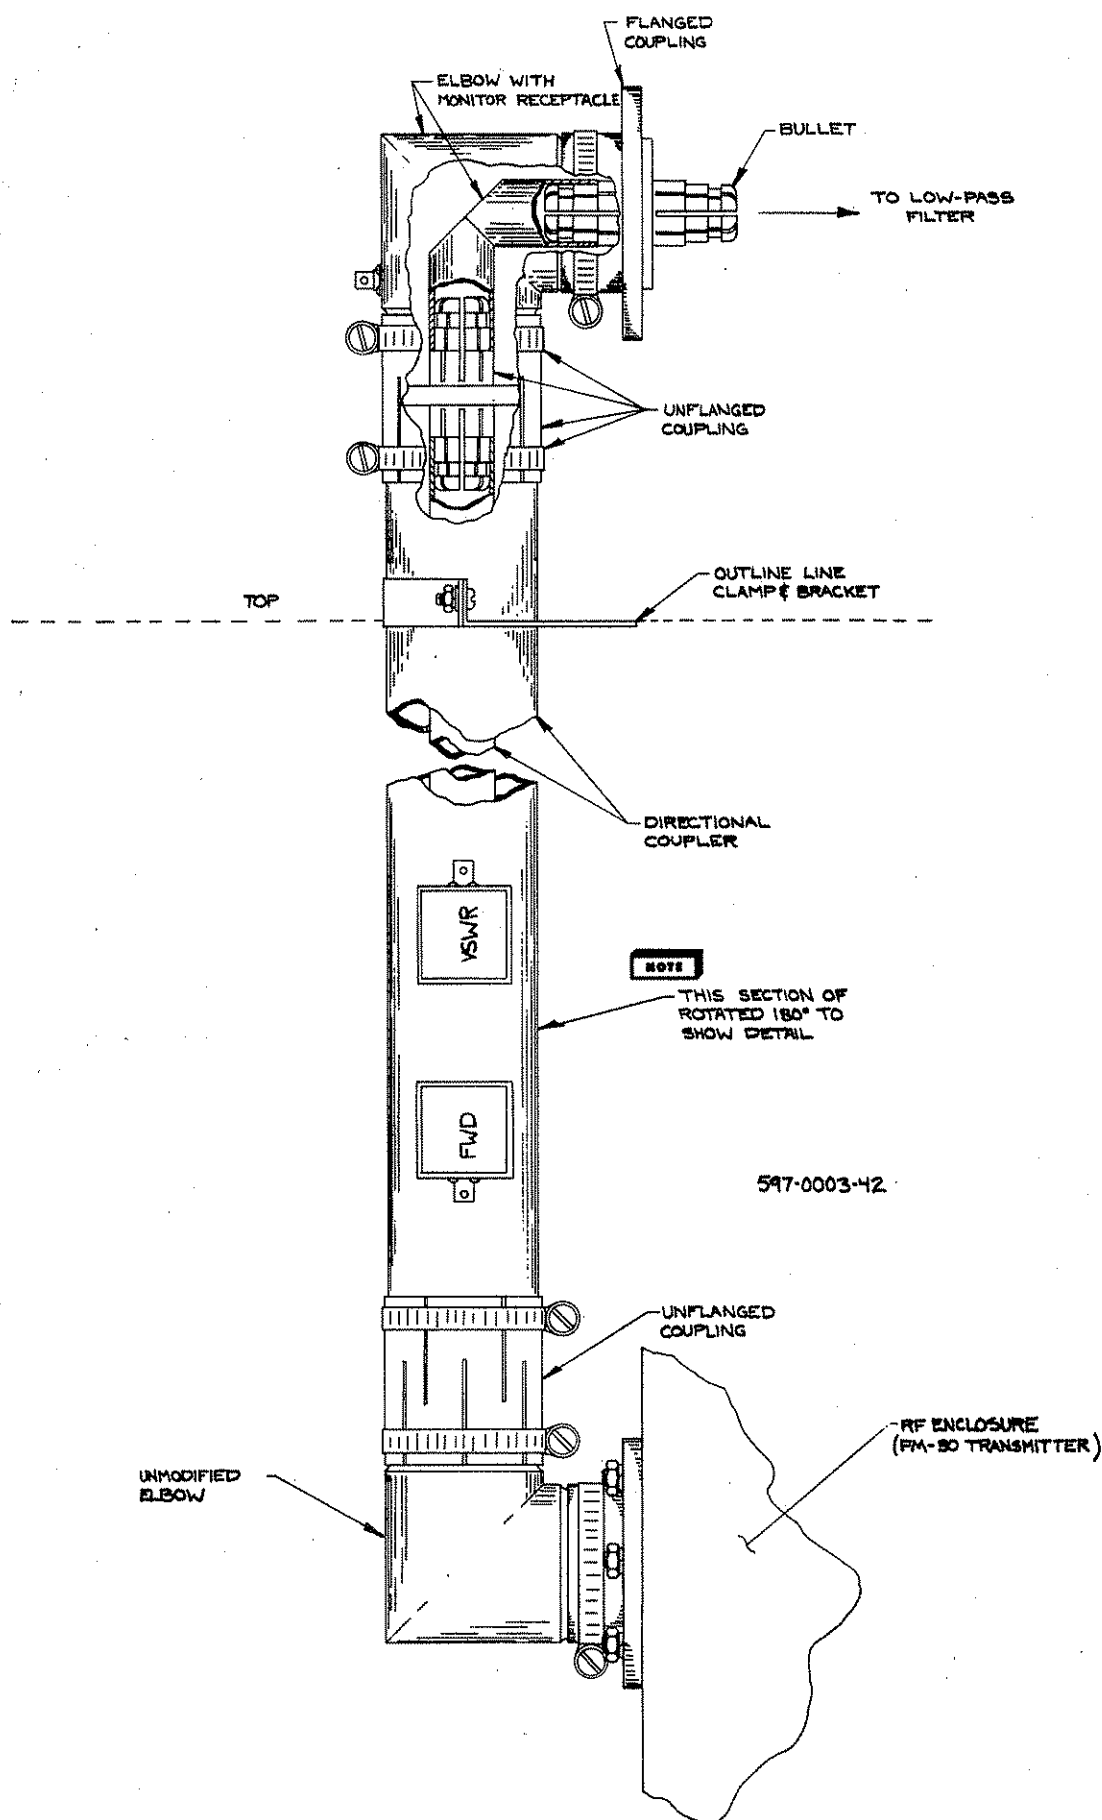 FLANGED
COUPLING
ELBOW WITH
MONITOR RECEPTACLE
BULLET
TO LOW-PASS
FILTER
UNFLANGED
COUPLING
OUTLINE LINE
CLAMP & BRACKET
TOP
DIRECTIONAL
COUPLER
VSWR
NOTE
THIS SECTION OF
ROTATED 180° TO
SHOW DETAIL
FWD
597-0003-42
UNFLANGED
COUPLING
RF ENCLOSURE
(FM-30 TRANSMITTER)
UNMODIFIED
ELBOW